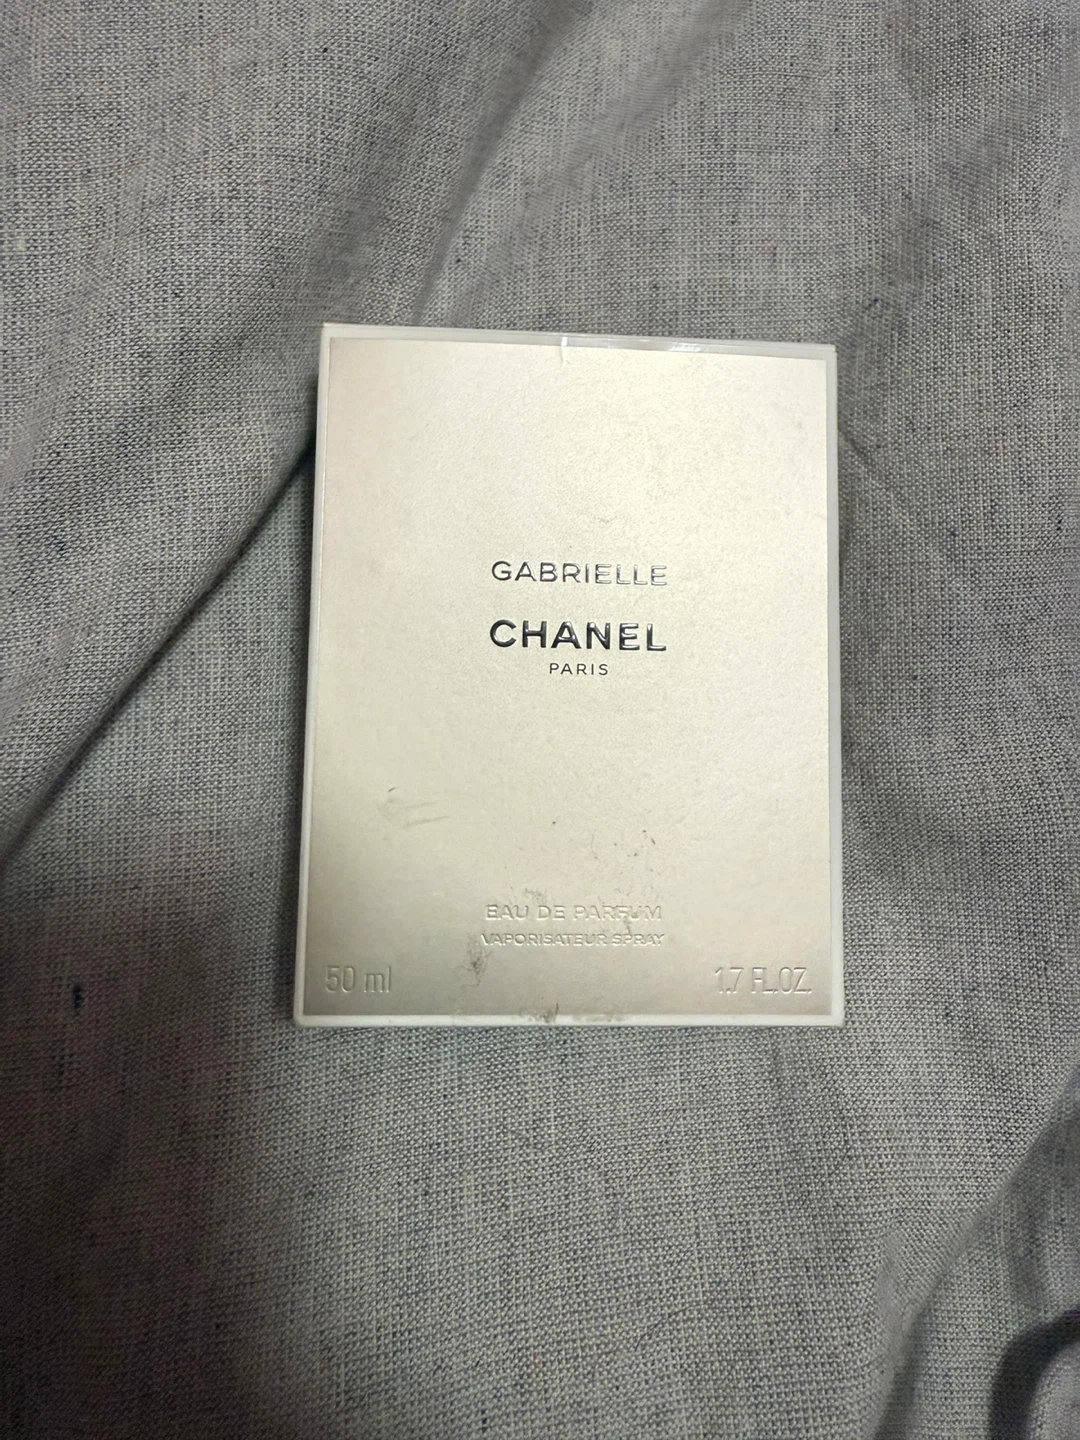 GABRIELLE
CHANEL
PARIS
EAU DE PARFUM
VAPORISATEUR SPRAY
50 ml 1.7 FL.OZ.